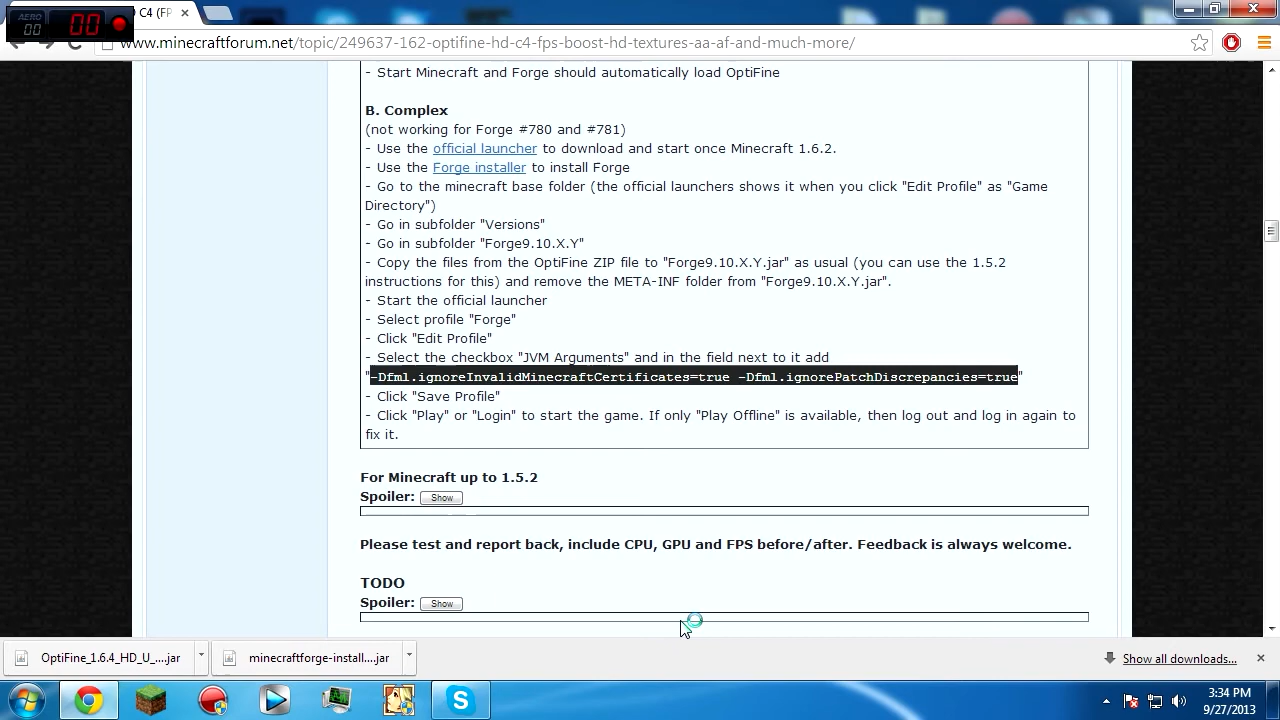 AERO
00
00
C4 (FP
www.minecraftforum.net/topic/249637-162-optifine-hd-c4-fps-boost-hd-textures-aa-af-and-much-more/
- Start Minecraft and Forge should automatically load OptiFine
B. Complex
(not working for Forge #780 and #781)
- Use the official launcher to download and start once Minecraft 1.6.2.
- Use the Forge installer to install Forge
- Go to the minecraft base folder (the official launchers shows it when you click "Edit Profile" as "Game
Directory")
- Go in subfolder "Versions"
- Go in subfolder "Forge9.10.X.Y"
- Copy the files from the OptiFine ZIP file to "Forge9.10.X.Y.jar" as usual (you can use the 1.5.2
instructions for this) and remove the META-INF folder from "Forge9.10.X.Y.jar".
- Start the official launcher
- Select profile "Forge"
- Click "Edit Profile"
- Select the checkbox "JVM Arguments" and in the field next to it add
"-Dfml.ignoreInvalidMinecraftCertificates=true -Dfml.ignorePatchDiscrepancies=true"
- Click "Save Profile"
- Click "Play" or "Login" to start the game. If only "Play Offline" is available, then log out and log in again to
fix it.
For Minecraft up to 1.5.2
Spoiler: Show
Please test and report back, include CPU, GPU and FPS before/after. Feedback is always welcome.
TODO
Spoiler: Show
OptiFine_1.6.4_HD_U_....jar
minecraftforge-install....jar
Show all downloads...
3:34 PM
9/27/2013